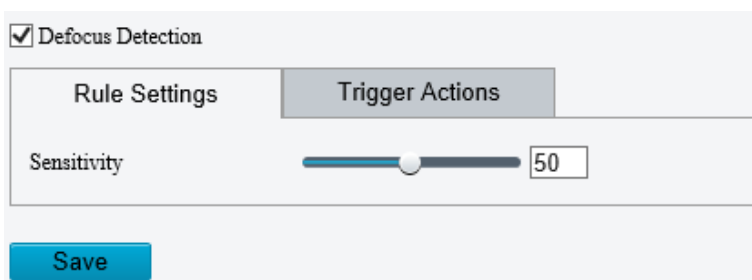 Defocus Detection
Rule Settings Trigger Actions
Sensitivity 50
Save